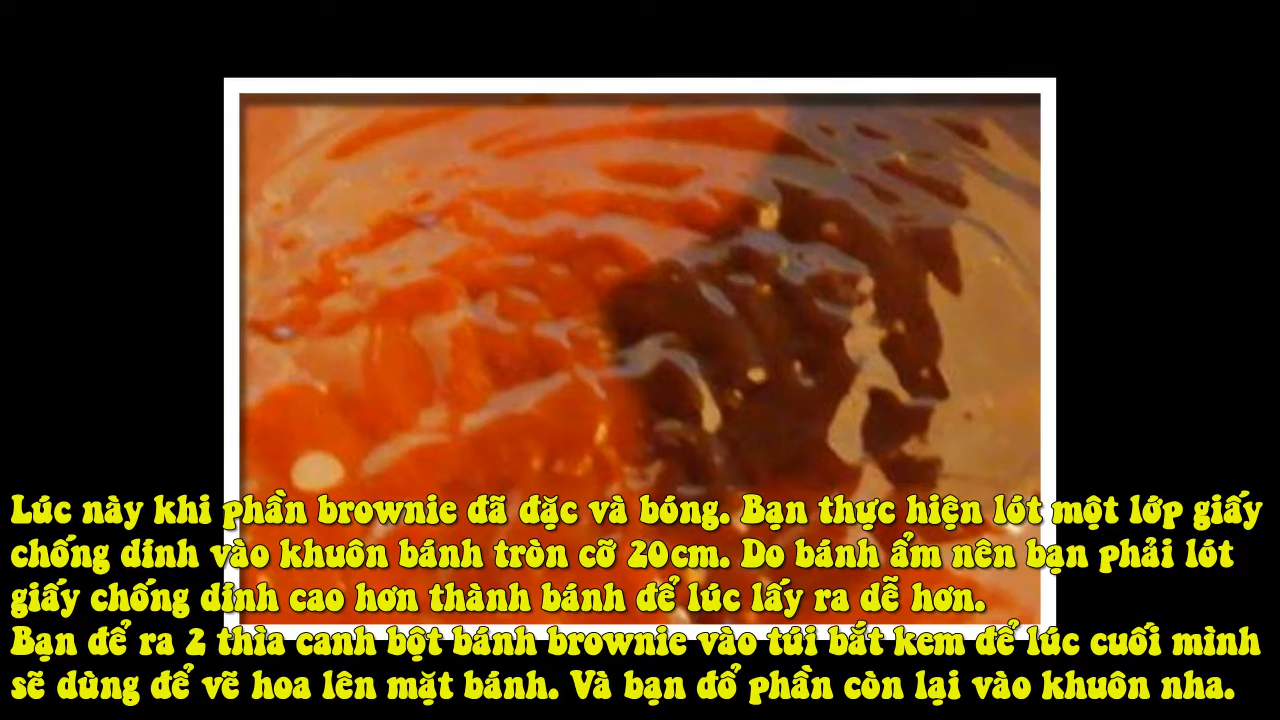 Lúc này khi phần brownie đã đặc và bóng. Bạn thực hiện lót một lớp giấy
chống dính vào khuôn bánh tròn cỡ 20cm. Do bánh ẩm nên bạn phải lót
giấy chống dính cao hơn thành bánh để lúc lấy ra dễ hơn.
Bạn để ra 2 thìa canh bột bánh brownie vào túi bắt kem để lúc cuối mình
sẽ dùng để vẽ hoa lên mặt bánh. Và bạn đổ phần còn lại vào khuôn nha.